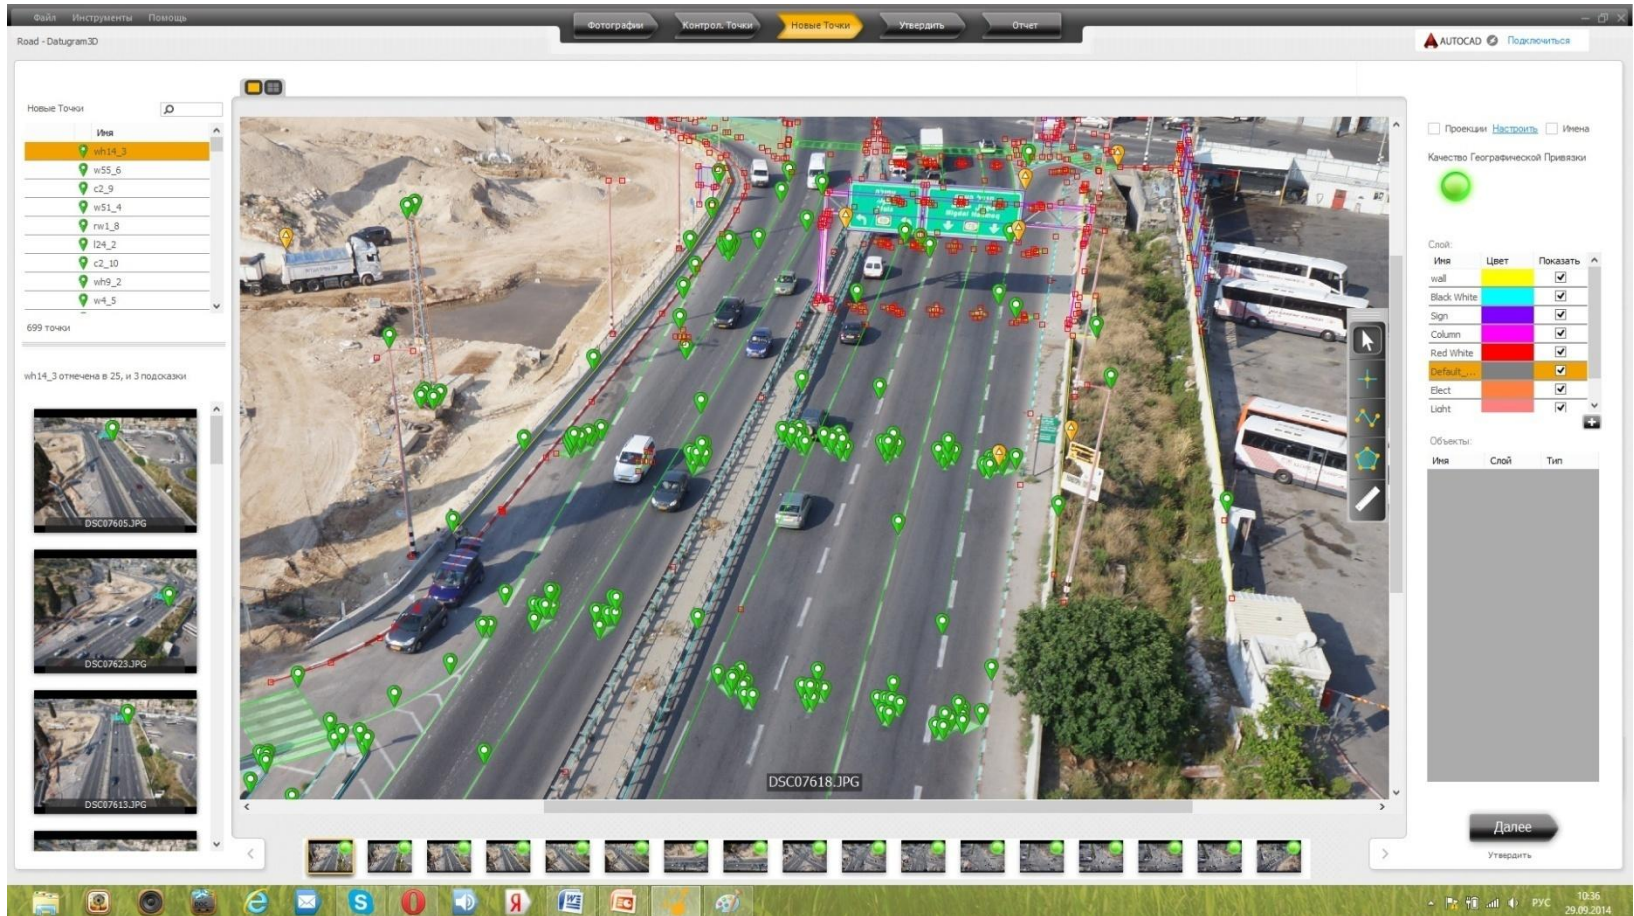 Файл Инструменты Помощь
Фотографии Контрол. Точки Новые Точки Утвердить Отчет
Road - Datugram3D
AUTOCAD Подключиться
Новые Точки
Имя
wh14_3
w55_6
c2_9
w51_4
rw1_8
l24_2
c2_10
wh9_2
w4_5
699 точки
wh14_3 отмечена в 25, и 3 подсказки
DSC07605.JPG
DSC07623.JPG
DSC07613.JPG
DSC07618.JPG
Проекции Настроить Имена
Качество Географической Привязки
Слой:
Имя Цвет Показать
wall
Black White
Sign
Column
Red White
Default_...
Elect
Light
Объекты:
Имя Слой Тип
Далее
Утвердить
РУС
10:36
29.09.2014